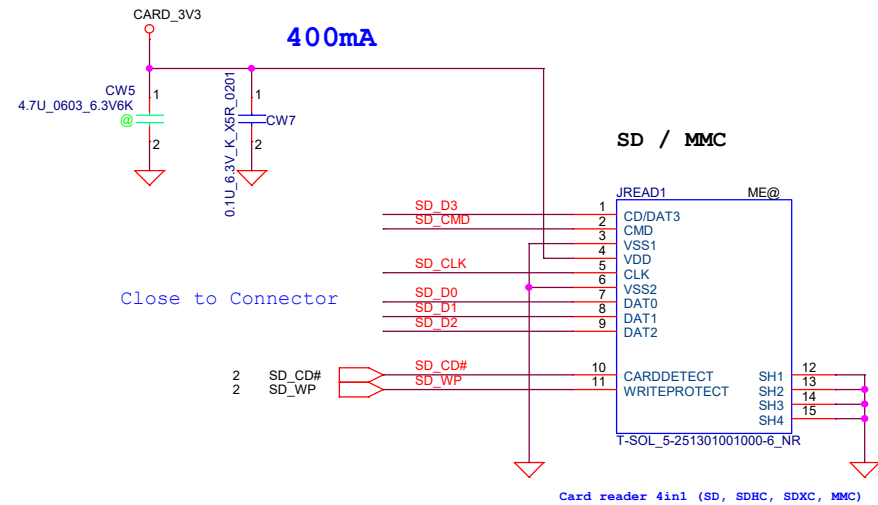 CARD_3V3
400mA
CW5
4.7U_0603_6.3V6K
@
1
2
0.1U_6.3V_K_X5R_0201
1
CW7
2
SD / MMC
JREAD1 ME@
SD_D3 1 CD/DAT3
SD_CMD 2 CMD
3 VSS1
4 VDD
SD_CLK 5 CLK
6 VSS2
Close to Connector
SD_D0 7 DAT0
SD_D1 8 DAT1
SD_D2 9 DAT2
2 SD_CD# SD_CD# 10 CARDDETECT SH1 12
2 SD_WP SD_WP 11 WRITEPROTECT SH2 13
SH3 14
SH4 15
T-SOL_5-251301001000-6_NR
Card reader 4in1 (SD, SDHC, SDXC, MMC)